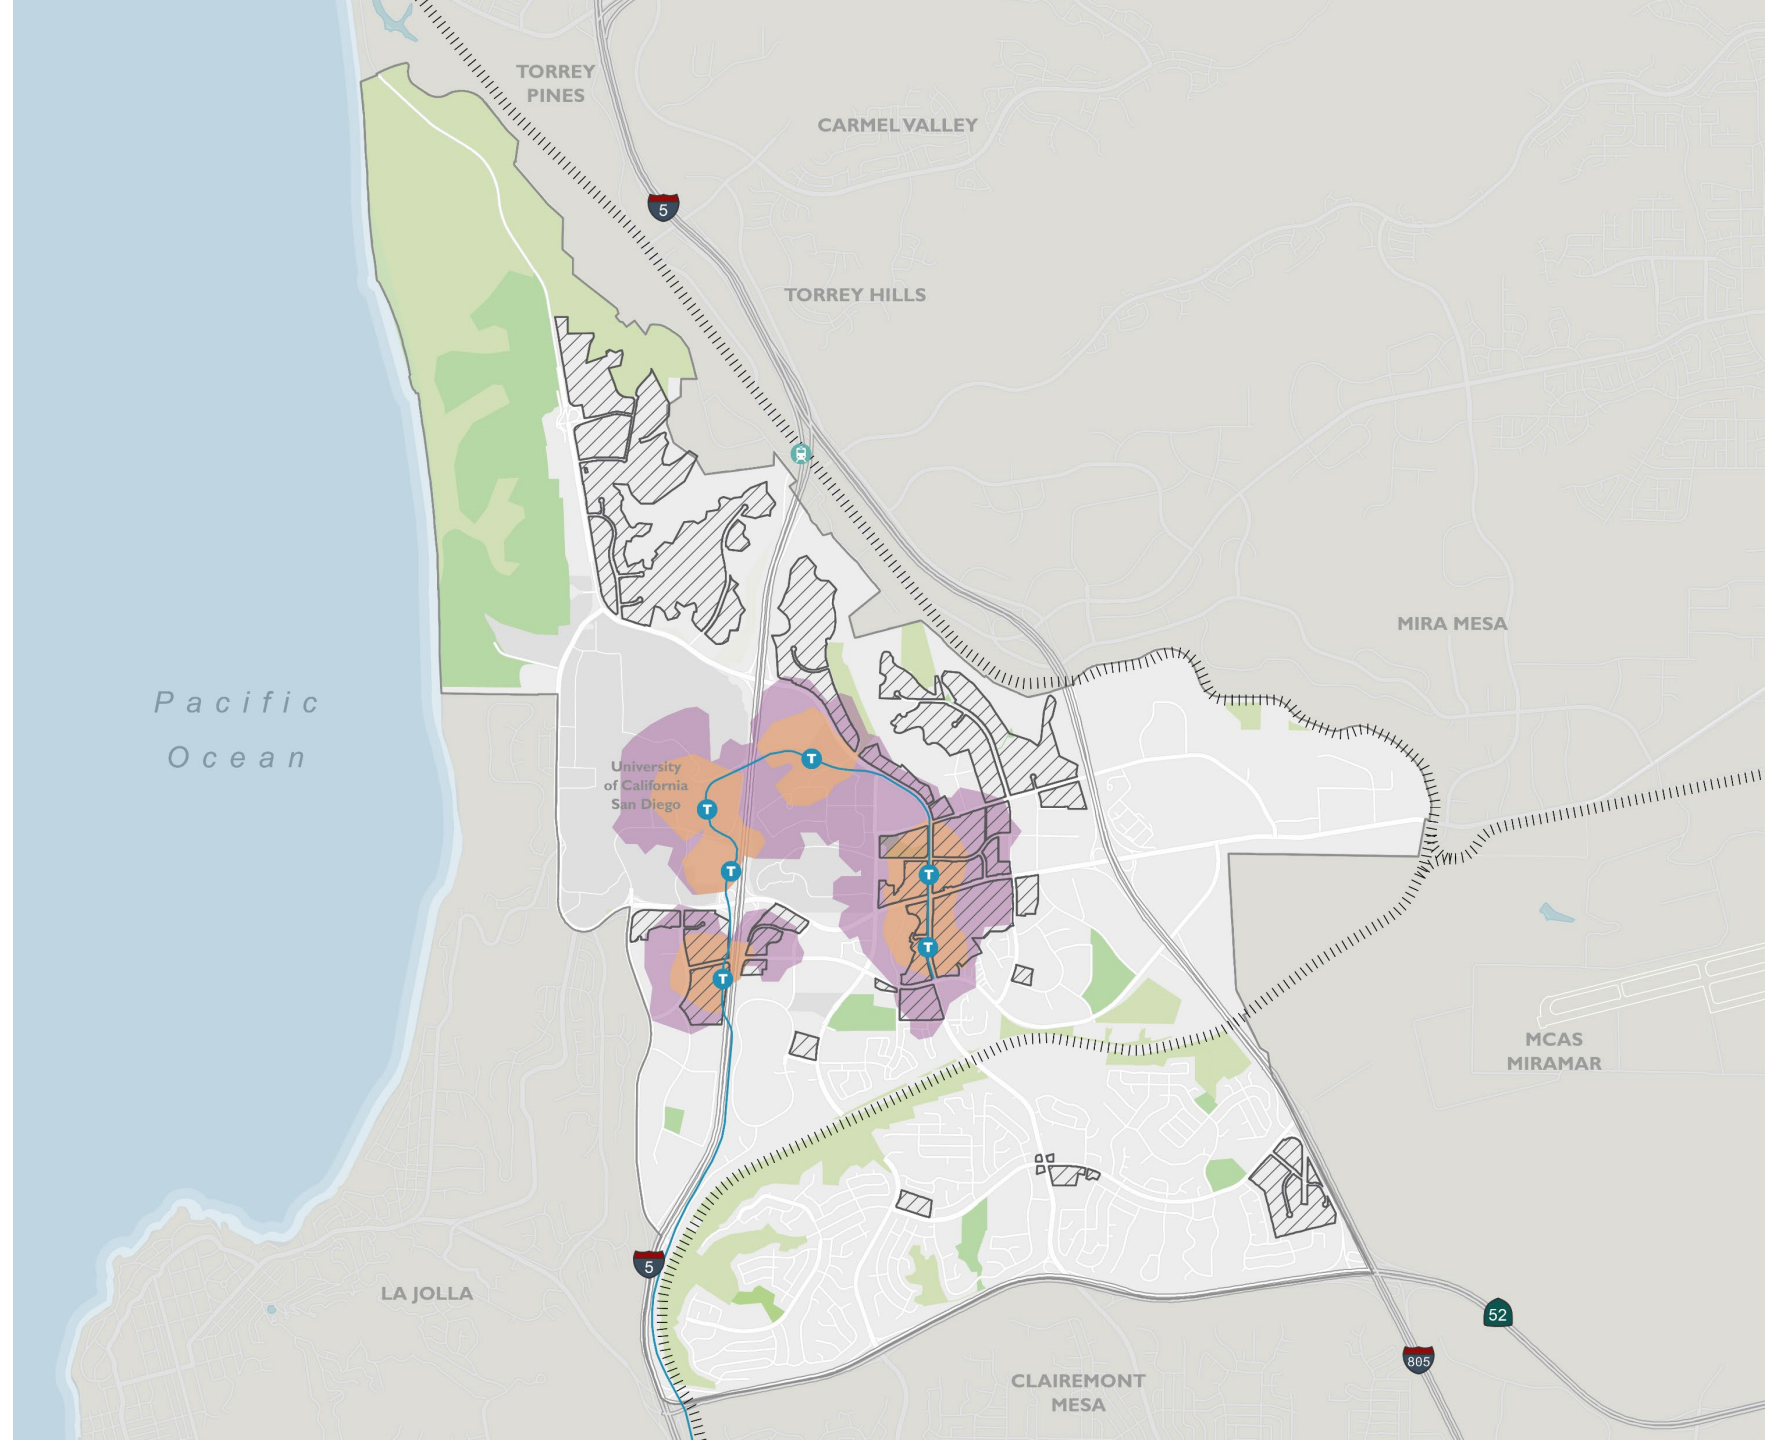 TORREY
PINES
CARMEL VALLEY
5
TORREY HILLS
MIRA MESA
Pacific
Ocean
University
of California
San Diego
T
T
T
T
T
T
MCAS
MIRAMAR
5
LA JOLLA
52
805
CLAIREMONT
MESA